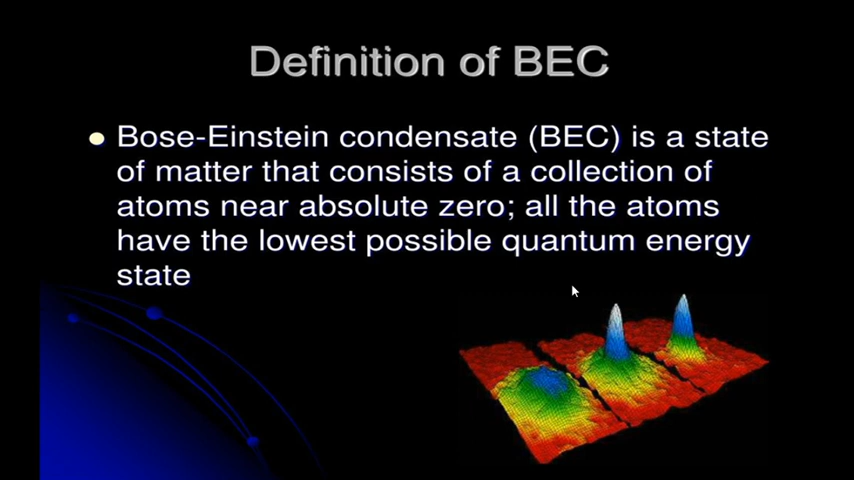 Definition of BEC
Bose-Einstein condensate (BEC) is a state
of matter that consists of a collection of
atoms near absolute zero; all the atoms
have the lowest possible quantum energy
state